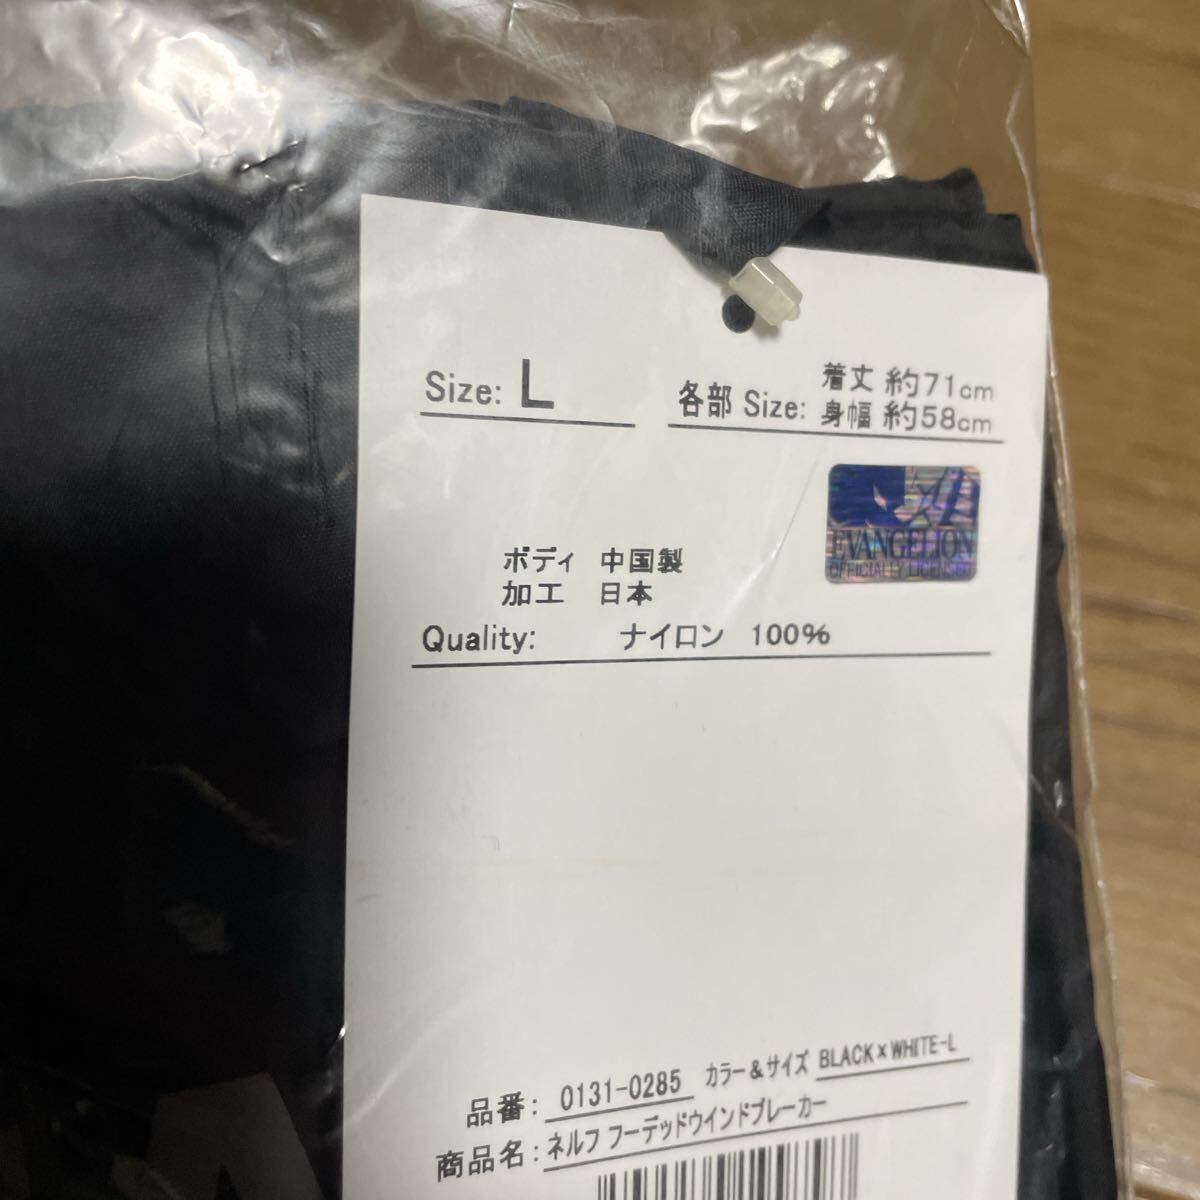 Size: L
各部 Size: 着丈 約71cm
身幅 約58cm
EVANGELION
OFFICIALLY LICENSED
ボディ 中国製
加工 日本
Quality: ナイロン 100%
品番: 0131-0285 カラー&サイズ BLACK×WHITE-L
商品名: ネルフ フーデッドウインドブレーカー